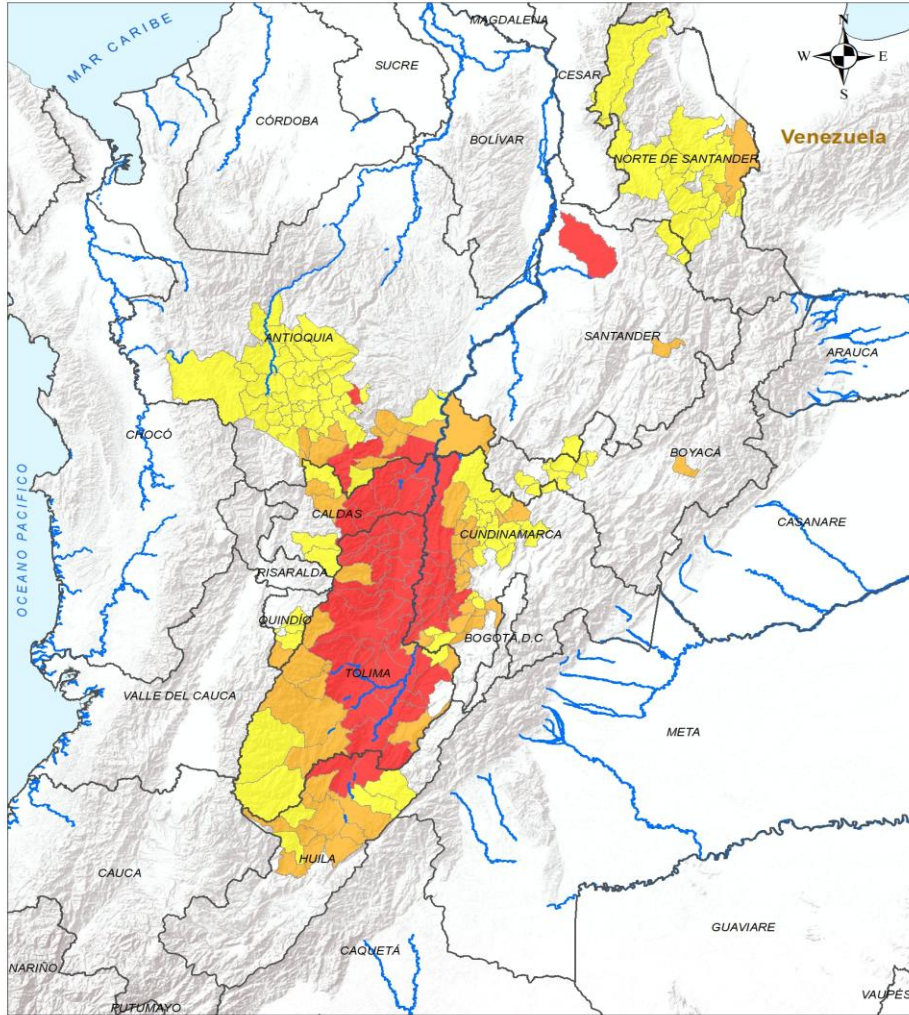 MAGDALENA
MAR CARIBE
N
W E
S
SUCRE
CESAR
CÓRDOBA
BOLÍVAR
Venezuela
NORTE DE SANTANDER
ANTIOQUIA
SANTANDER
ARAUCA
CHOCÓ
BOYACÁ
OCEANO PACIFICO
CALDAS
CUNDINAMARCA
CASANARE
RISARALDA
QUINDÍO
BOGOTÁ D.C
TOLIMA
VALLE DEL CAUCA
META
HUILA
CAUCA
GUAVIARE
CAQUETÁ
NARIÑO
PUTUMAYO
VAUPÉS